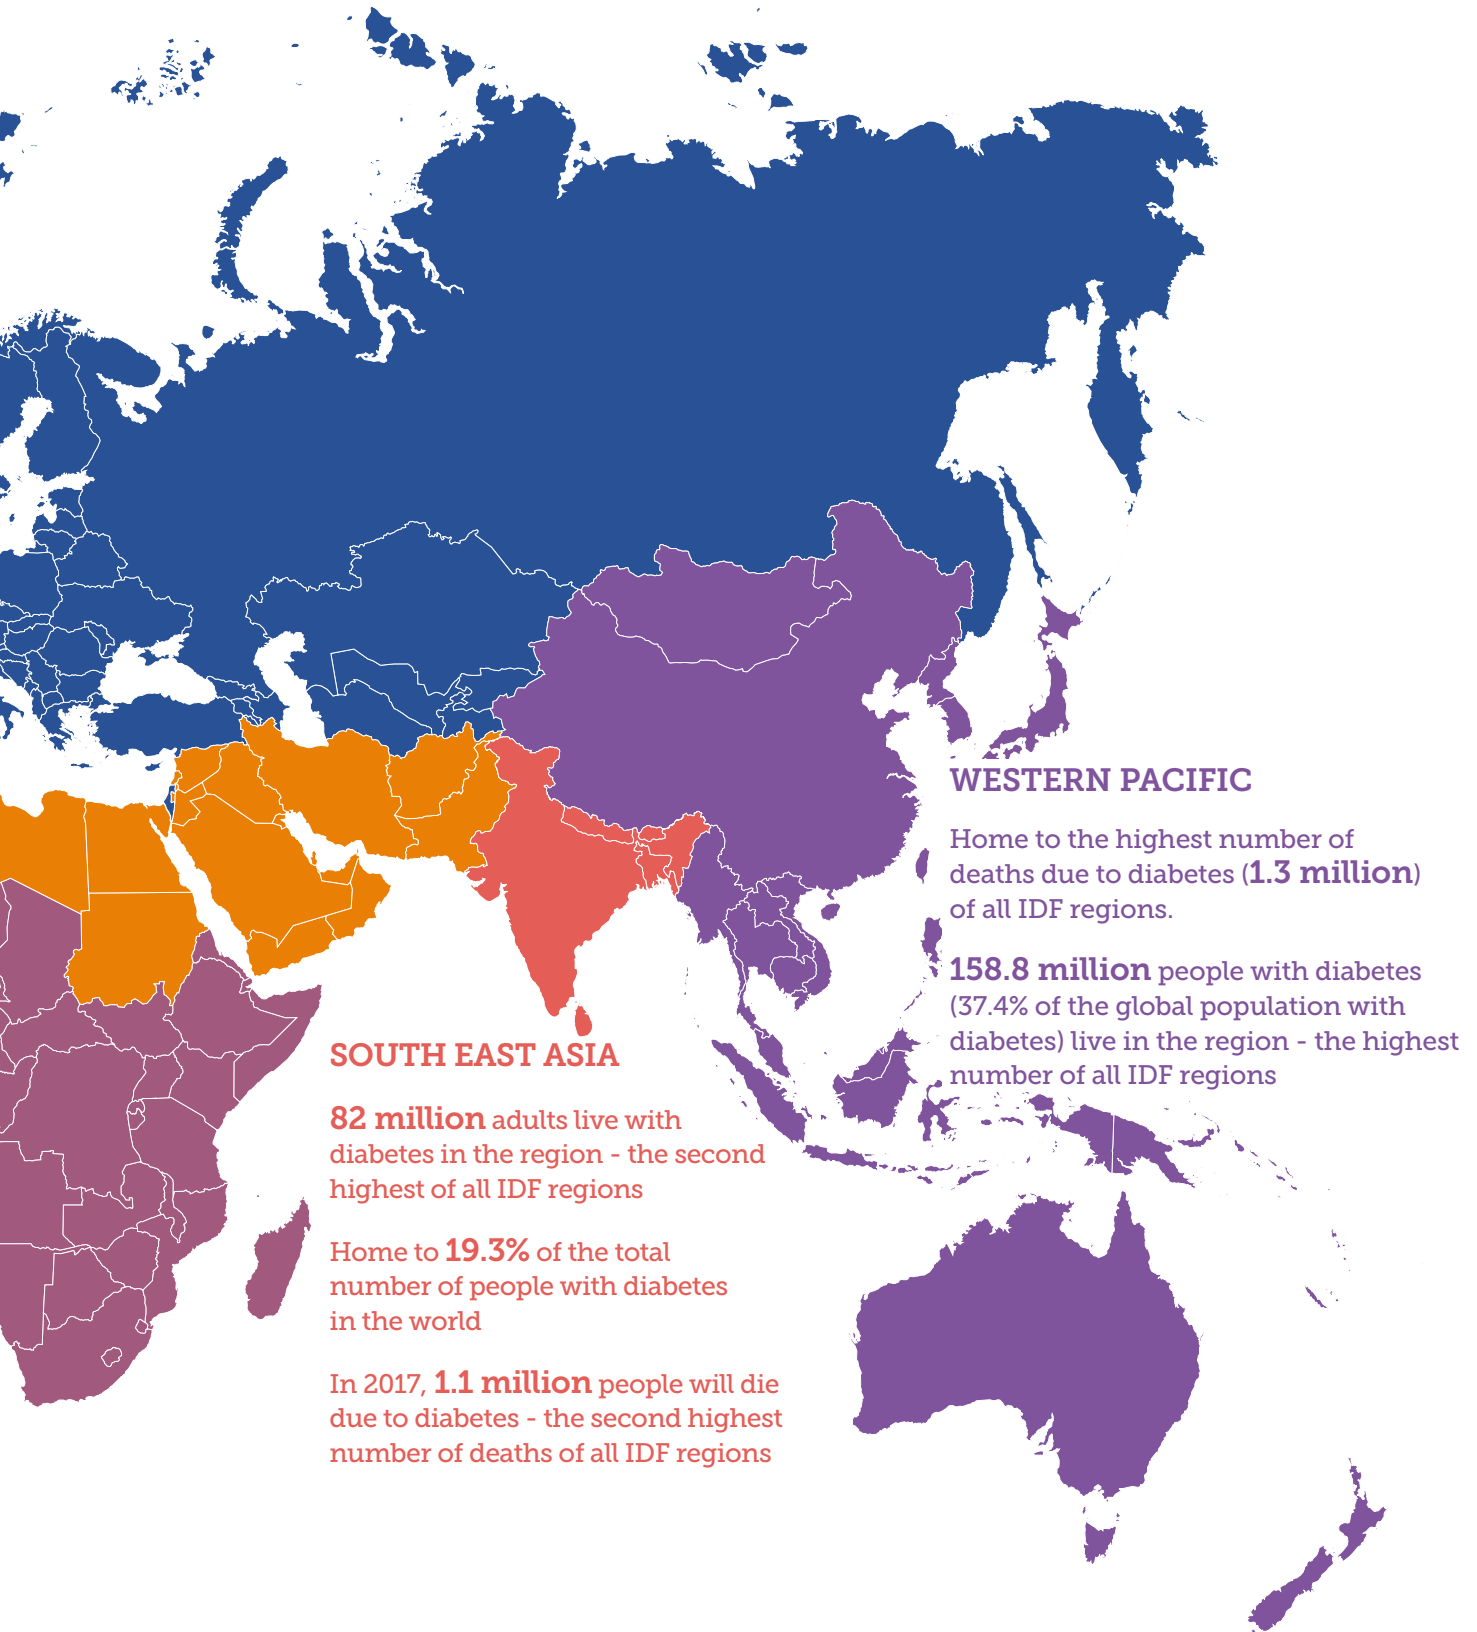 WESTERN PACIFIC
Home to the highest number of
deaths due to diabetes (1.3 million)
of all IDF regions.
158.8 million people with diabetes
(37.4% of the global population with
diabetes) live in the region - the highest
number of all IDF regions
SOUTH EAST ASIA
82 million adults live with
diabetes in the region - the second
highest of all IDF regions
Home to 19.3% of the total
number of people with diabetes
in the world
In 2017, 1.1 million people will die
due to diabetes - the second highest
number of deaths of all IDF regions